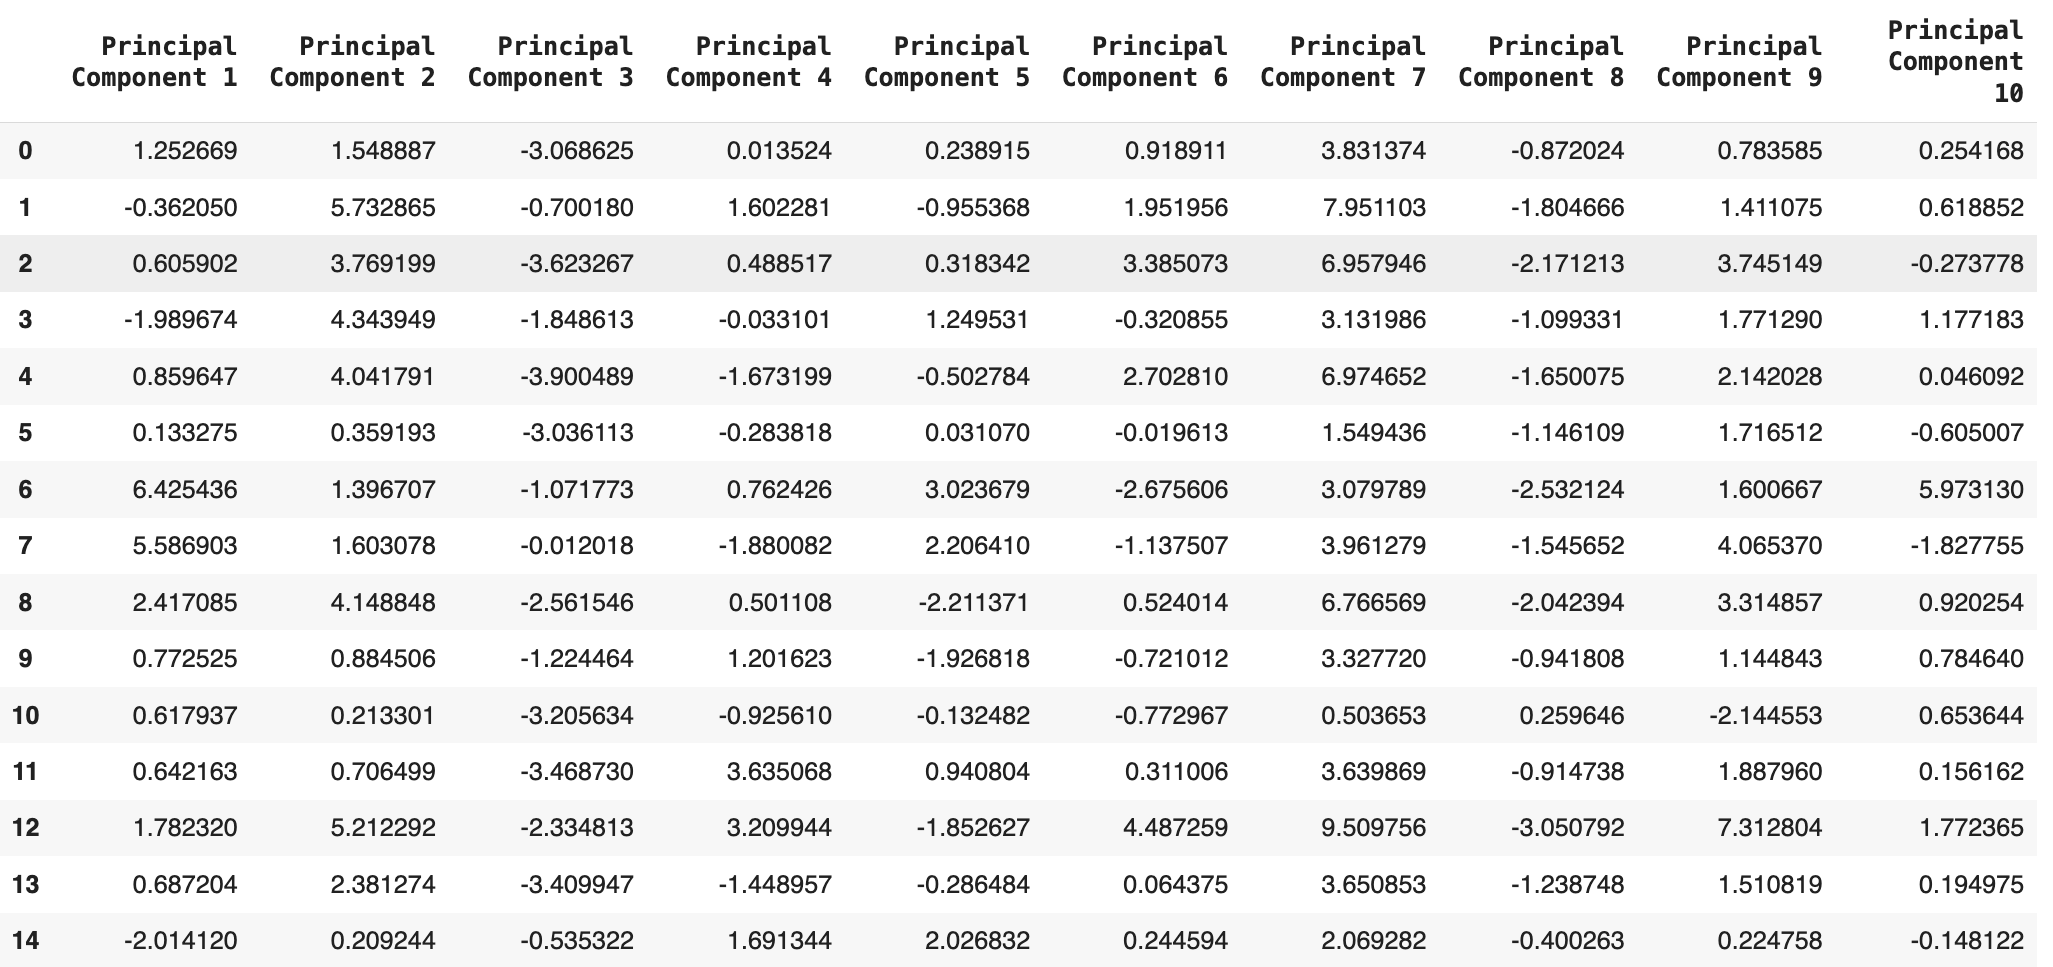 Principal Component 1 Principal Component 2 Principal Component 3 Principal Component 4 Principal Component 5 Principal Component 6 Principal Component 7 Principal Component 8 Principal Component 9 Principal Component 10
0 1.252669 1.548887 -3.068625 0.013524 0.238915 0.918911 3.831374 -0.872024 0.783585 0.254168
1 -0.362050 5.732865 -0.700180 1.602281 -0.955368 1.951956 7.951103 -1.804666 1.411075 0.618852
2 0.605902 3.769199 -3.623267 0.488517 0.318342 3.385073 6.957946 -2.171213 3.745149 -0.273778
3 -1.989674 4.343949 -1.848613 -0.033101 1.249531 -0.320855 3.131986 -1.099331 1.771290 1.177183
4 0.859647 4.041791 -3.900489 -1.673199 -0.502784 2.702810 6.974652 -1.650075 2.142028 0.046092
5 0.133275 0.359193 -3.036113 -0.283818 0.031070 -0.019613 1.549436 -1.146109 1.716512 -0.605007
6 6.425436 1.396707 -1.071773 0.762426 3.023679 -2.675606 3.079789 -2.532124 1.600667 5.973130
7 5.586903 1.603078 -0.012018 -1.880082 2.206410 -1.137507 3.961279 -1.545652 4.065370 -1.827755
8 2.417085 4.148848 -2.561546 0.501108 -2.211371 0.524014 6.766569 -2.042394 3.314857 0.920254
9 0.772525 0.884506 -1.224464 1.201623 -1.926818 -0.721012 3.327720 -0.941808 1.144843 0.784640
10 0.617937 0.213301 -3.205634 -0.925610 -0.132482 -0.772967 0.503653 0.259646 -2.144553 0.653644
11 0.642163 0.706499 -3.468730 3.635068 0.940804 0.311006 3.639869 -0.914738 1.887960 0.156162
12 1.782320 5.212292 -2.334813 3.209944 -1.852627 4.487259 9.509756 -3.050792 7.312804 1.772365
13 0.687204 2.381274 -3.409947 -1.448957 -0.286484 0.064375 3.650853 -1.238748 1.510819 0.194975
14 -2.014120 0.209244 -0.535322 1.691344 2.026832 0.244594 2.069282 -0.400263 0.224758 -0.148122